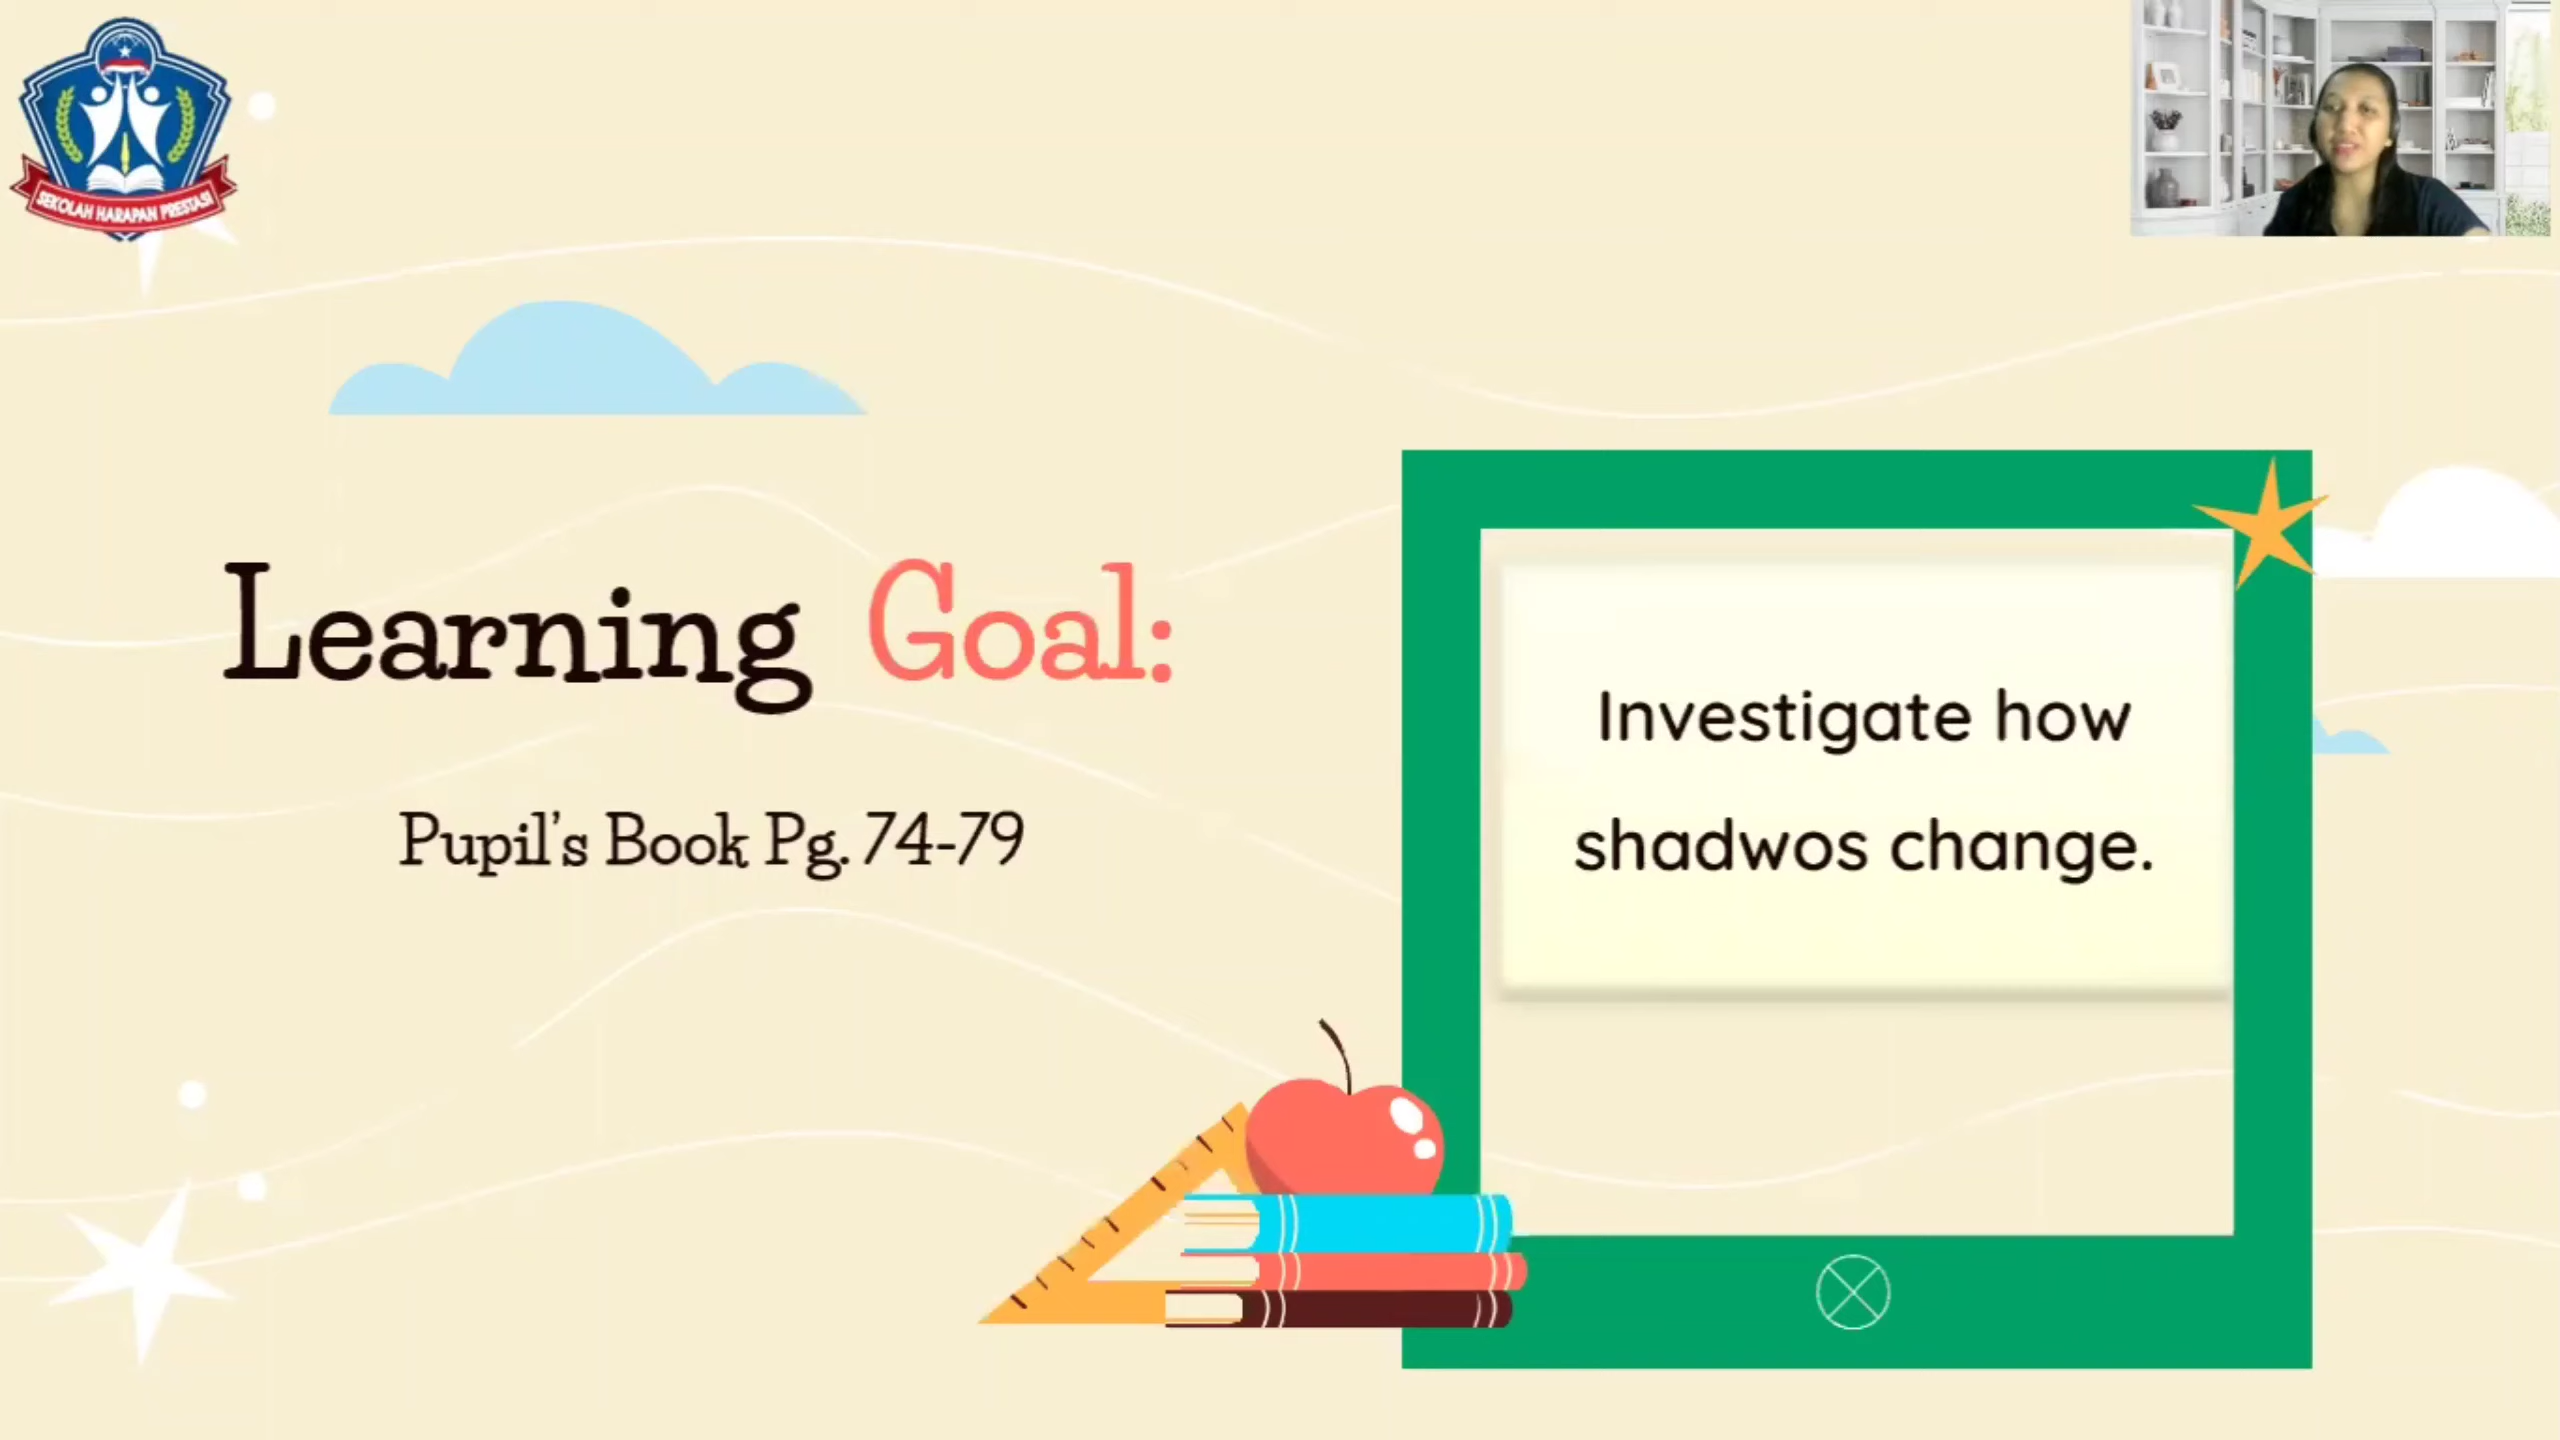 SEKOLAH HARAPAN PRESTASI
Learning Goal:
Pupil's Book Pg. 74-79
Investigate how
shadwos change.